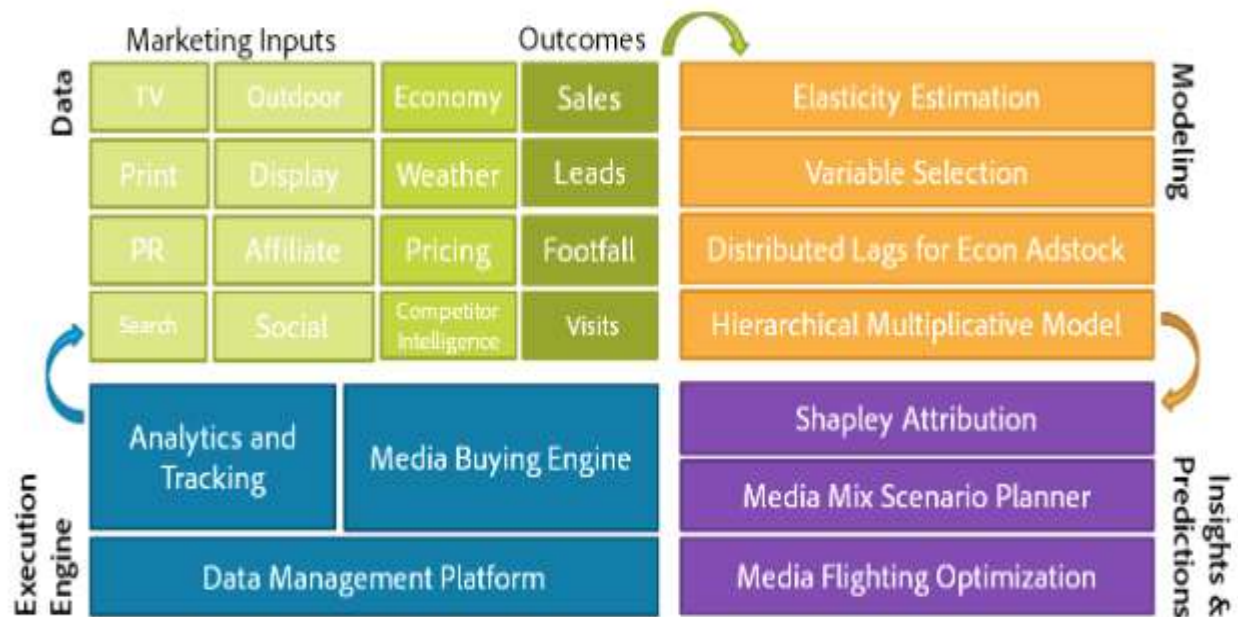 Marketing Inputs
Outcomes
Data
TV
Outdoor
Economy
Sales
Print
Display
Weather
Leads
PR
Affiliate
Pricing
Footfall
Search
Social
Competitor
Intelligence
Visits
Modeling
Elasticity Estimation
Variable Selection
Distributed Lags for Econ Adstock
Hierarchical Multiplicative Model
Execution
Engine
Analytics and
Tracking
Media Buying Engine
Data Management Platform
Shapley Attribution
Media Mix Scenario Planner
Media Flighting Optimization
Insights &
Predictions